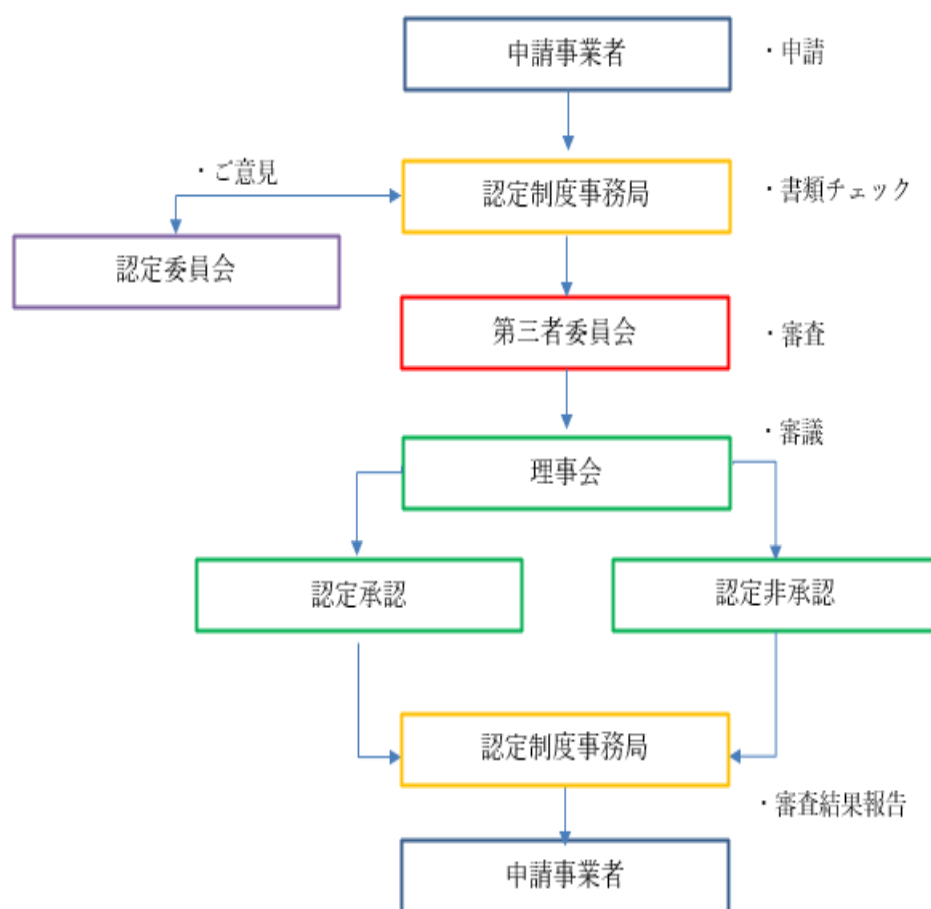 申請事業者
・申請
・ご意見
認定制度事務局
・書類チェック
認定委員会
第三者委員会
・審査
・審議
理事会
認定承認
認定非承認
認定制度事務局
・審査結果報告
申請事業者